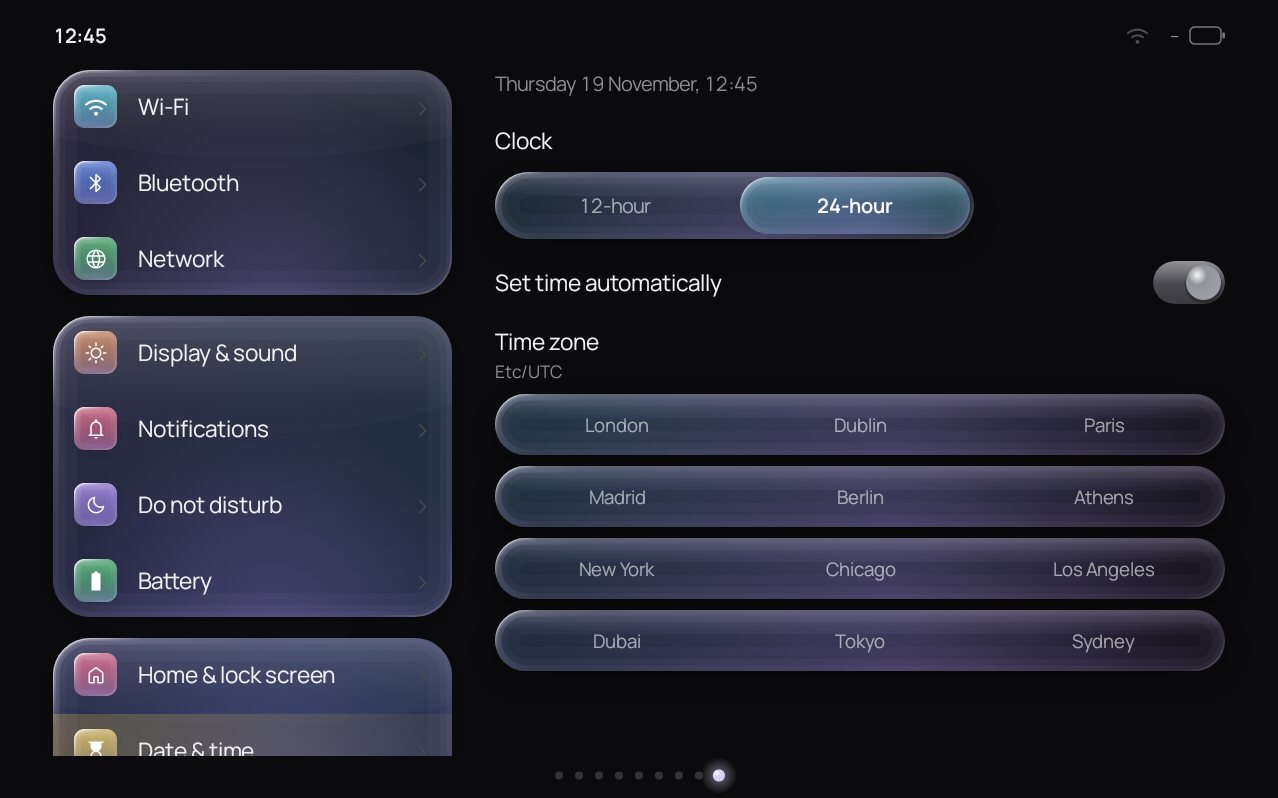 12:45
–
Wi-Fi
Bluetooth
Network
Display & sound
Notifications
Do not disturb
Battery
Home & lock screen
Date & time
Thursday 19 November, 12:45
Clock
12-hour 24-hour
Set time automatically
Time zone
Etc/UTC
London Dublin Paris
Madrid Berlin Athens
New York Chicago Los Angeles
Dubai Tokyo Sydney